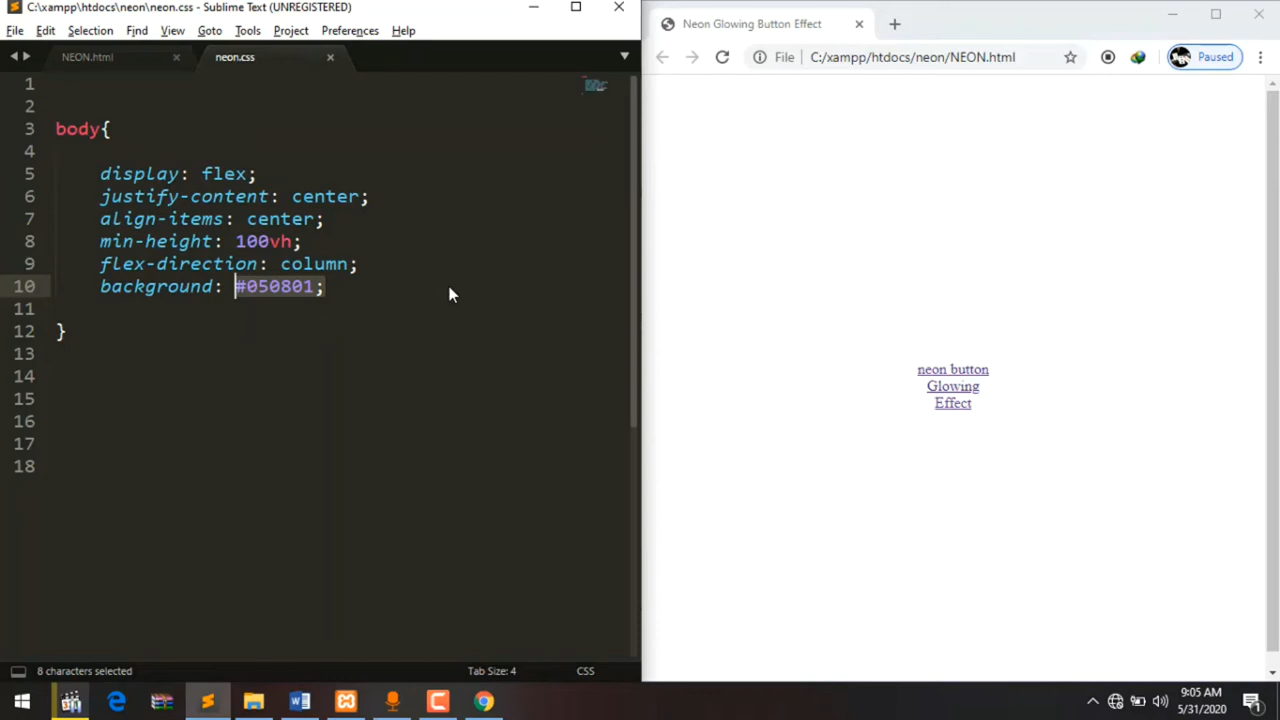 C:\xampp\htdocs\neon\neon.css - Sublime Text (UNREGISTERED)
File Edit Selection Find View Goto Tools Project Preferences Help
NEON.html neon.css
1
2
3 body{
4
5 display: flex;
6 justify-content: center;
7 align-items: center;
8 min-height: 100vh;
9 flex-direction: column;
10 background: #050801;
11
12 }
13
14
15
16
17
18
8 characters selected Tab Size: 4 CSS
Neon Glowing Button Effect
File C:/xampp/htdocs/neon/NEON.html Paused
neon button
Glowing
Effect
9:05 AM
5/31/2020